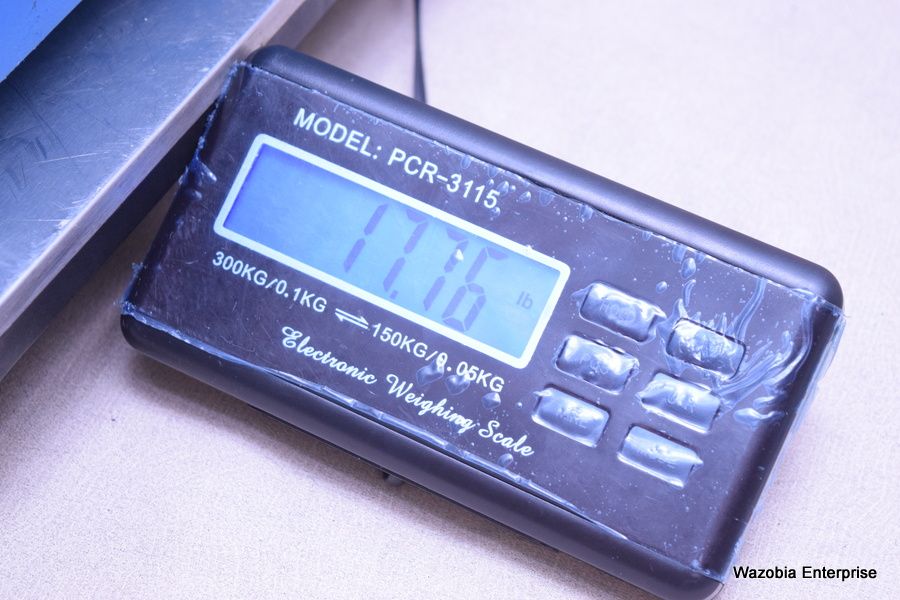 MODEL: PCR-3115
17.76 lb
300KG/0.1KG ⇌ 150KG/0.05KG
Electronic Weighing Scale
Wazobia Enterprise